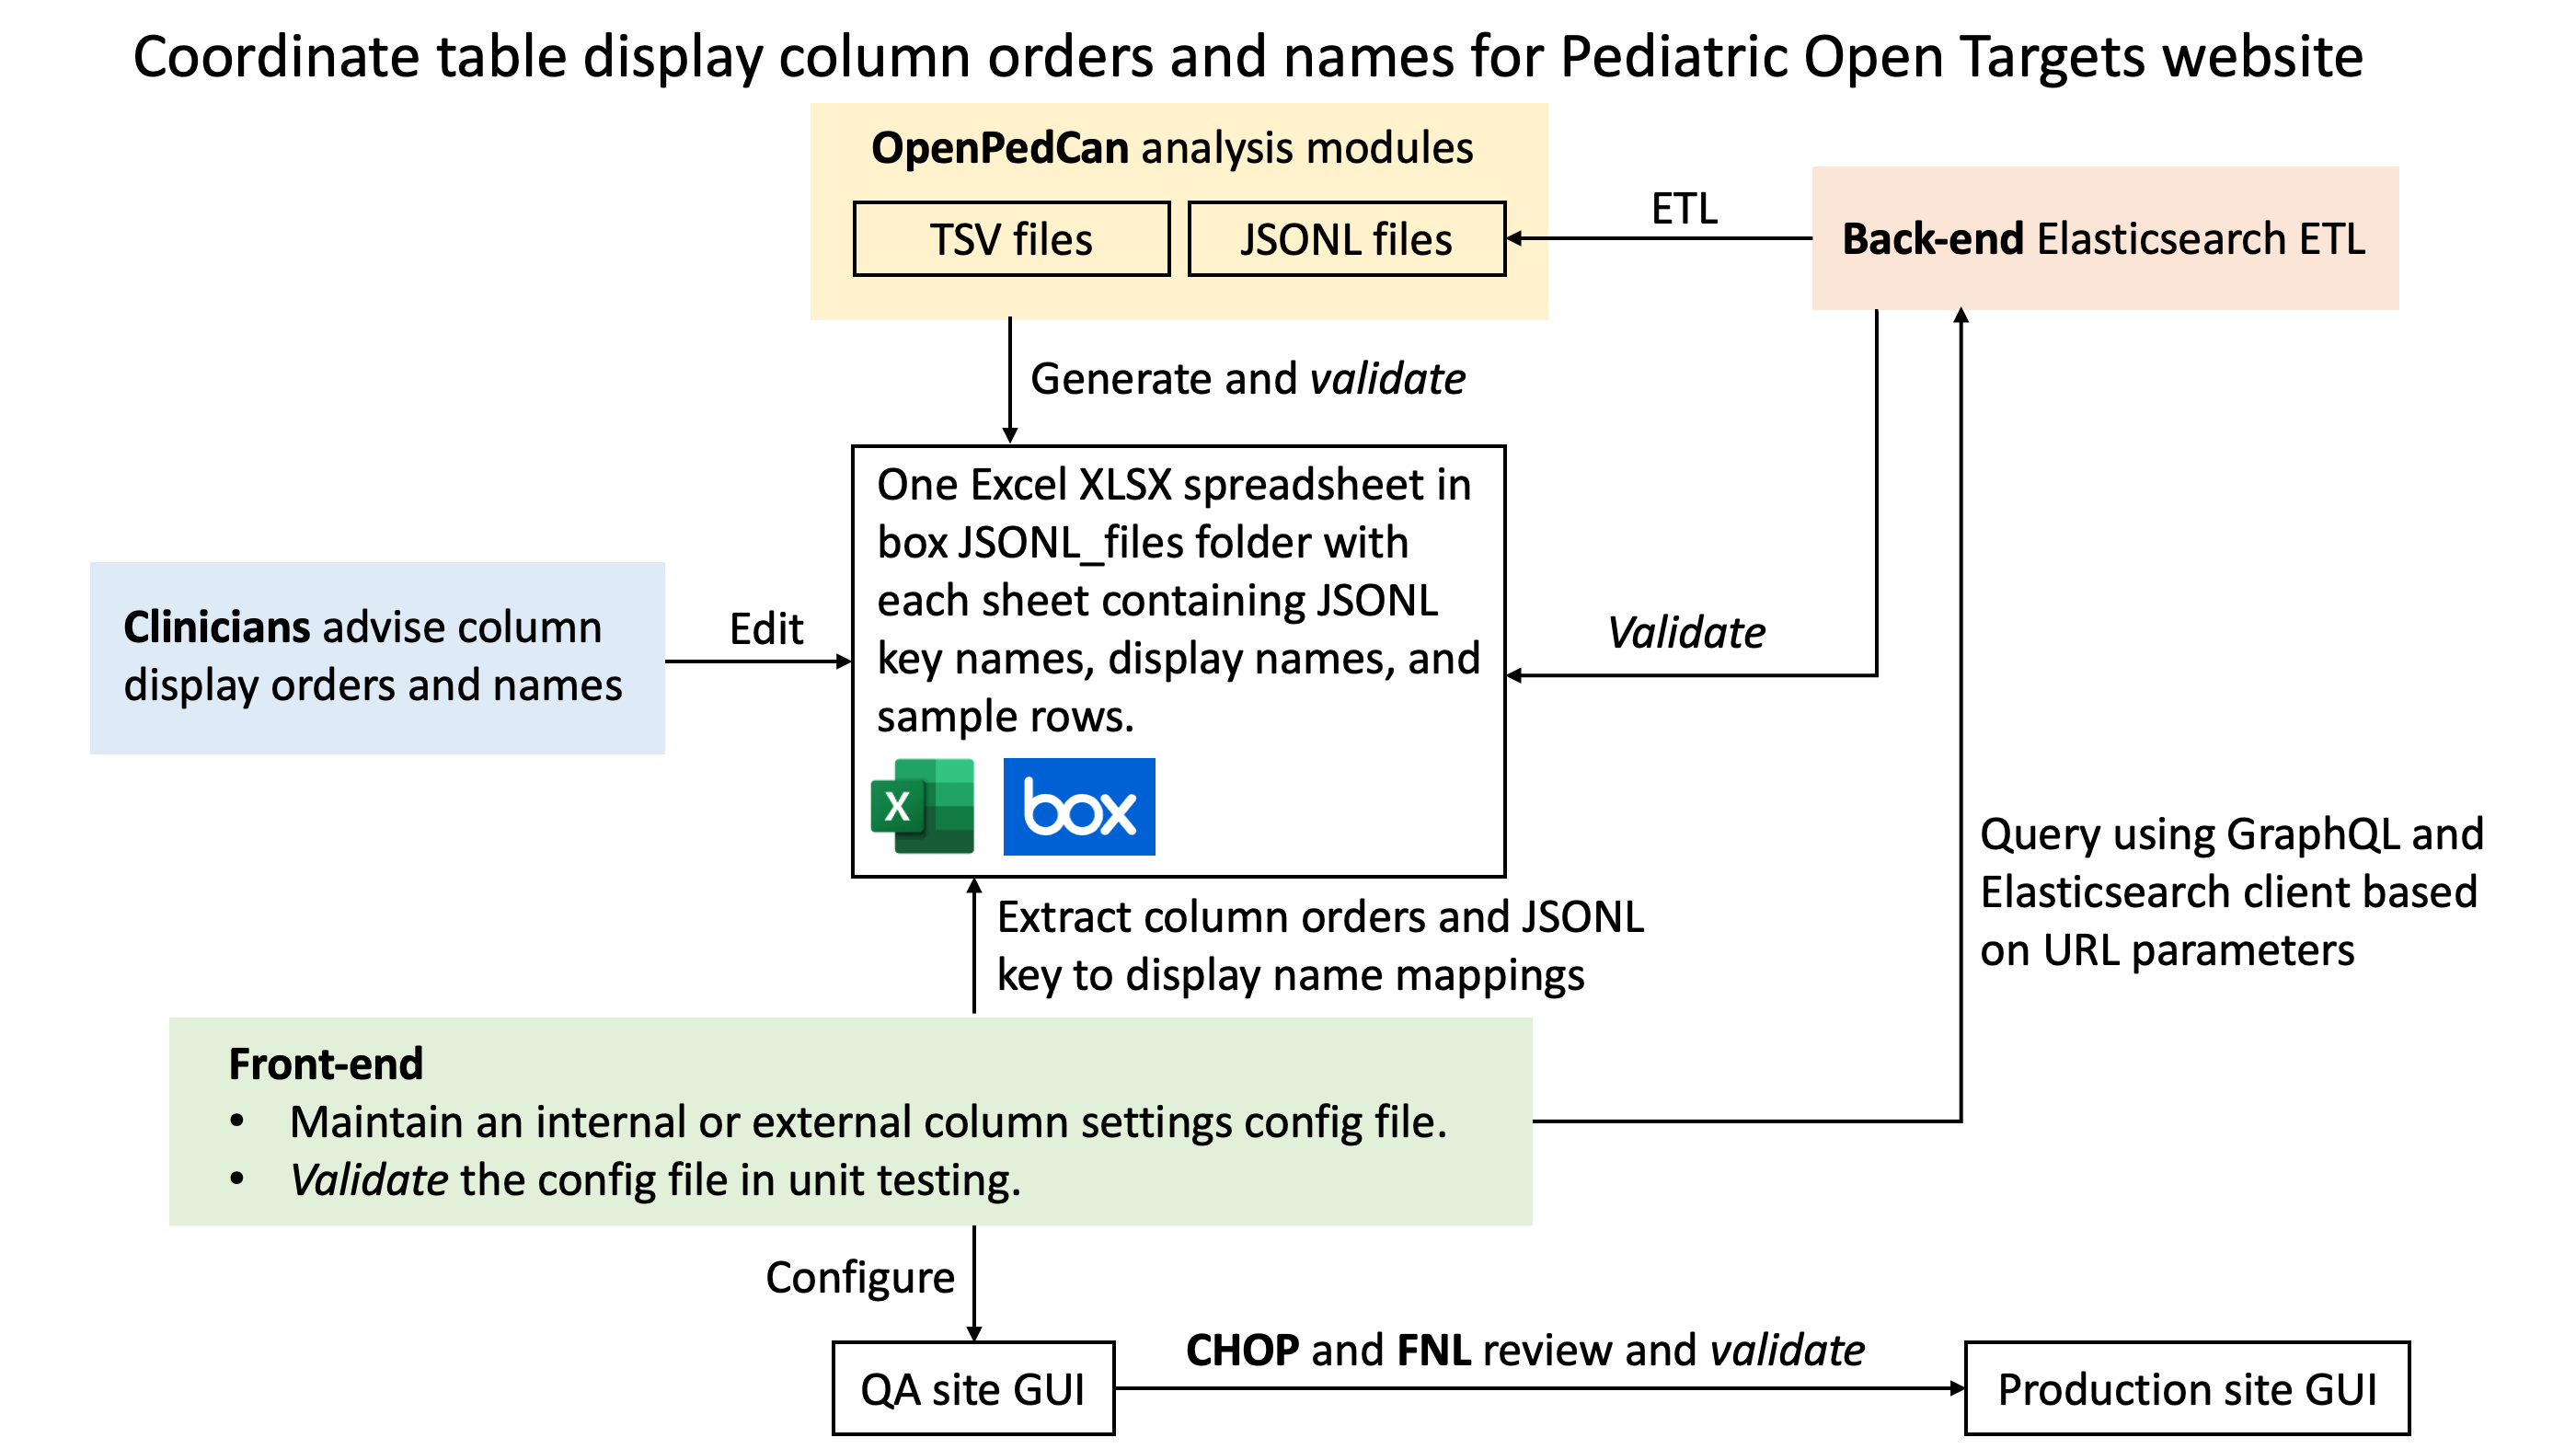 Coordinate table display column orders and names for Pediatric Open Targets website
OpenPedCan analysis modules
TSV files
JSONL files
ETL
Back-end Elasticsearch ETL
Generate and validate
One Excel XLSX spreadsheet in
box JSONL_files folder with
each sheet containing JSONL
key names, display names, and
sample rows.
X
box
Clinicians advise column
display orders and names
Edit
Validate
Query using GraphQL and
Elasticsearch client based
on URL parameters
Extract column orders and JSONL
key to display name mappings
Front-end
• Maintain an internal or external column settings config file.
• Validate the config file in unit testing.
Configure
QA site GUI
CHOP and FNL review and validate
Production site GUI